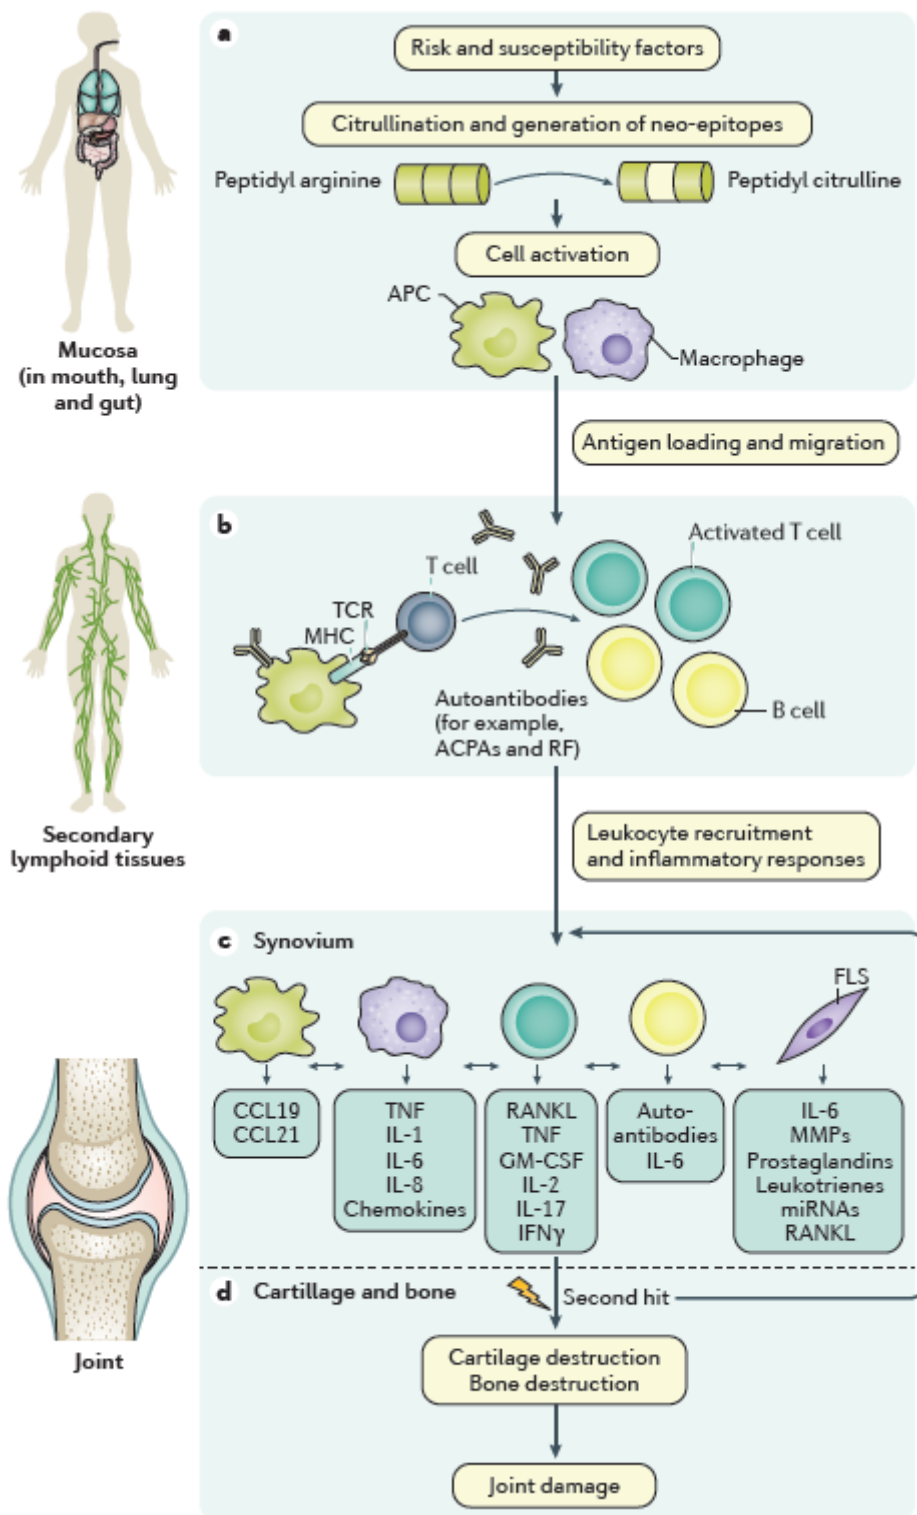 a
Risk and susceptibility factors
Citrullination and generation of neo-epitopes
Peptidyl arginine
Peptidyl citrulline
Cell activation
APC
Macrophage
Mucosa
(in mouth, lung
and gut)
Antigen loading and migration
b
Activated T cell
T cell
TCR
MHC
Autoantibodies
(for example,
ACPAs and RF)
B cell
Secondary
lymphoid tissues
Leukocyte recruitment
and inflammatory responses
c Synovium
FLS
CCL19
CCL21
TNF
IL-1
IL-6
IL-8
Chemokines
RANKL
TNF
GM-CSF
IL-2
IL-17
IFNγ
Auto-
antibodies
IL-6
IL-6
MMPs
Prostaglandins
Leukotrienes
miRNAs
RANKL
d Cartillage and bone
Second hit
Joint
Cartilage destruction
Bone destruction
Joint damage